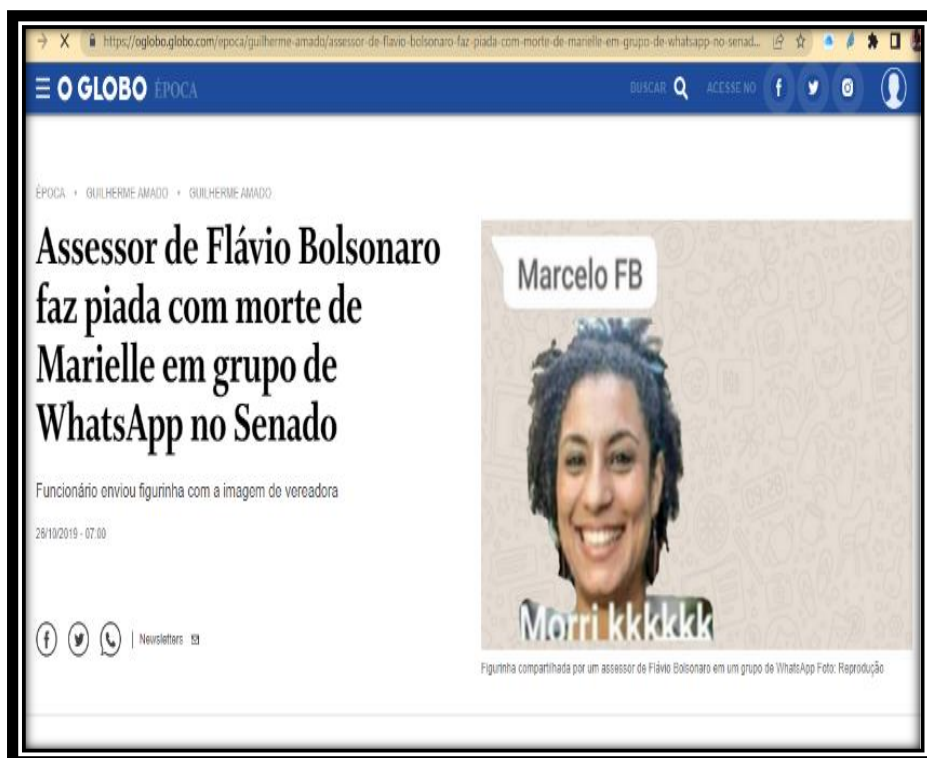 https://oglobo.globo.com/epoca/guilherme-amado/assessor-de-flavio-bolsonaro-faz-piada-com-morte-de-marielle-em-grupo-de-whatsapp-no-senad...
O GLOBO ÉPOCA
BUSCAR
ACESSE NO
ÉPOCA • GUILHERME AMADO • GUILHERME AMADO
Assessor de Flávio Bolsonaro
faz piada com morte de
Marielle em grupo de
WhatsApp no Senado
Funcionário enviou figurinha com a imagem de vereadora
26/10/2019 - 07:00
Newsletters
Marcelo FB
Morri kkkkkk
Figurinha compartilhada por um assessor de Flávio Bolsonaro em um grupo de WhatsApp Foto: Reprodução